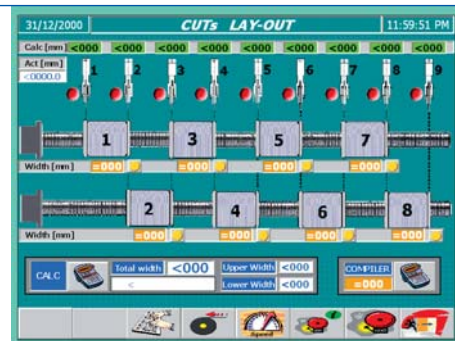 31/12/2000 CUTs LAY-OUT 11:59:51 PM
Calc [mm] <000 <000 <000 <000 <000 <000 <000 <000 <000
Act [mm] 1 2 3 4 5 6 7 8 9
<0000.0
1 3 5 7
Width [mm] =000 =000 =000 =000
2 4 6 8
Width [mm] =000 =000 =000 =000
CALC Total width <000 Upper Width <000 COMPILER
< Lower Width <000 =000
Speed i